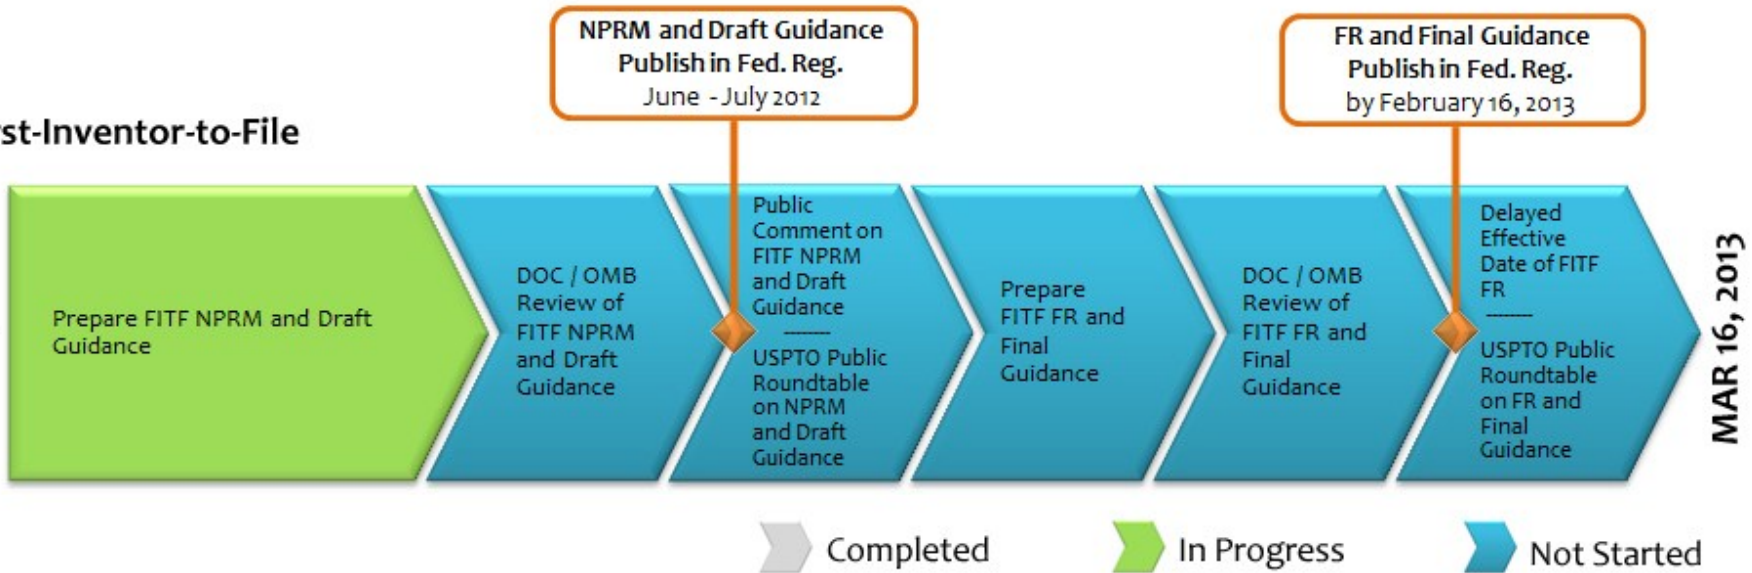 NPRM and Draft Guidance
Publish in Fed. Reg.
June - July 2012
FR and Final Guidance
Publish in Fed. Reg.
by February 16, 2013
rst-Inventor-to-File
Prepare FITF NPRM and Draft
Guidance
DOC / OMB
Review of
FITF NPRM
and Draft
Guidance
Public
Comment on
FITF NPRM
and Draft
Guidance
--------
USPTO Public
Roundtable
on NPRM
and Draft
Guidance
Prepare
FITF FR and
Final
Guidance
DOC / OMB
Review of
FITF FR and
Final
Guidance
Delayed
Effective
Date of FITF
FR
--------
USPTO Public
Roundtable
on FR and
Final
Guidance
MAR 16, 2013
Completed
In Progress
Not Started